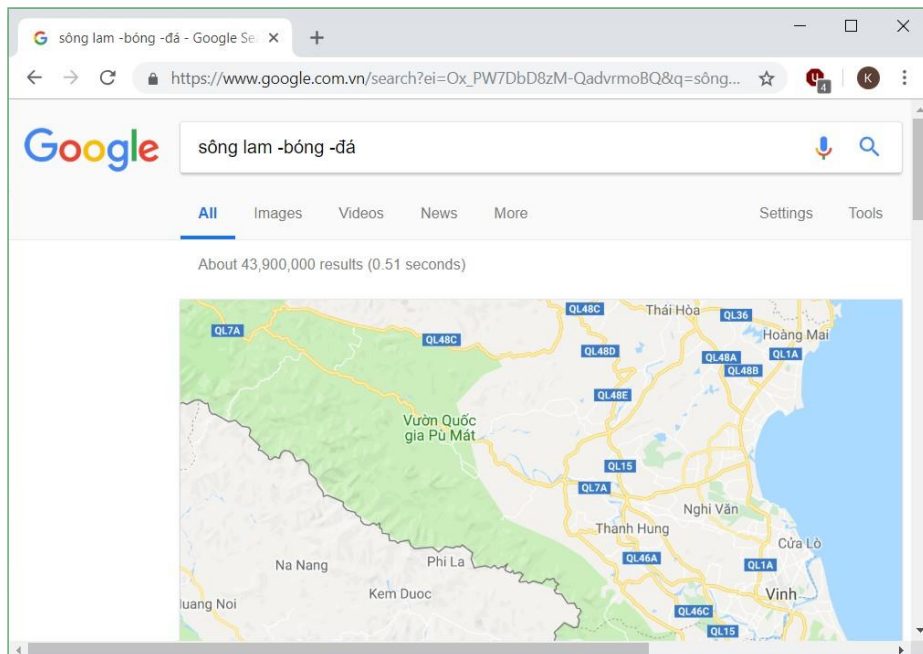 sông lam -bóng -đá - Google Se
https://www.google.com.vn/search?ei=Ox_PW7DbD8zM-QadvrmoBQ&q=sông...
4
K
Google
sông lam -bóng -đá
All Images Videos News More Settings Tools
About 43,900,000 results (0.51 seconds)
QL48C Thái Hòa QL36
QL7A QL48C Hoàng Mai
QL48D QL48A QL1A
QL48B
QL48E
Vườn Quốc
gia Pù Mát
QL15
QL7A
Nghi Văn
Thanh Hung
Cửa Lò
Na Nang Phi La QL46A QL1A
Kem Duoc Vinh
uang Noi QL46C
QL15